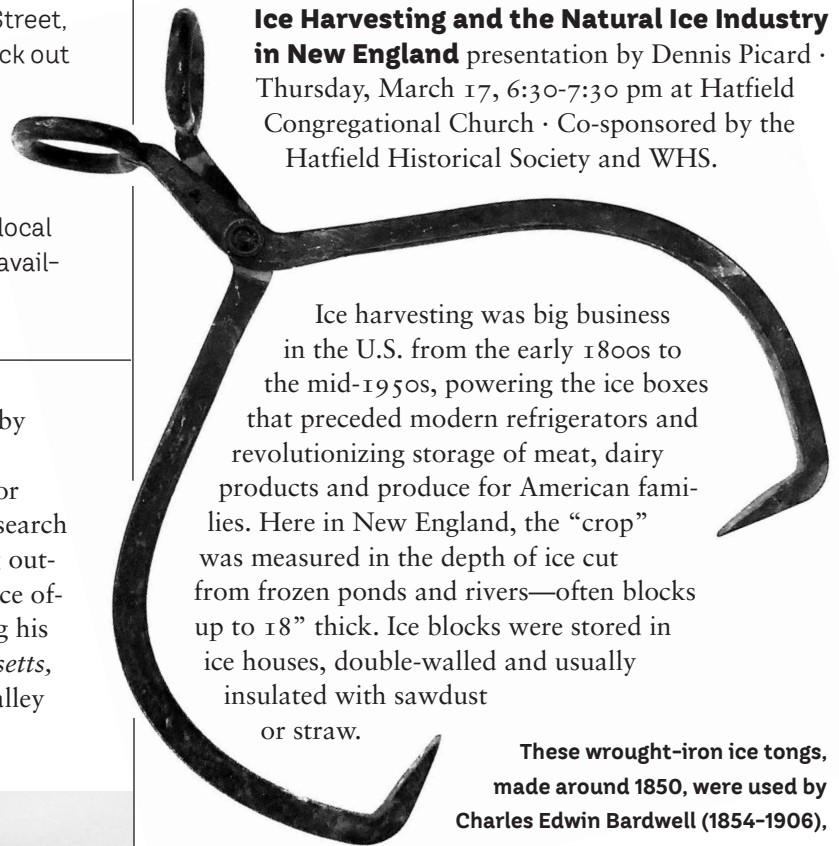 Street,
ck out
local
avail-
by
or
search
out-
ce of-
g his
setts,
alley
Ice Harvesting and the Natural Ice Industry
in New England presentation by Dennis Picard ·
Thursday, March 17, 6:30-7:30 pm at Hatfield
Congregational Church · Co-sponsored by the
Hatfield Historical Society and WHS.
Ice harvesting was big business
in the U.S. from the early 1800s to
the mid-1950s, powering the ice boxes
that preceded modern refrigerators and
revolutionizing storage of meat, dairy
products and produce for American fami-
lies. Here in New England, the “crop”
was measured in the depth of ice cut
from frozen ponds and rivers—often blocks
up to 18” thick. Ice blocks were stored in
ice houses, double-walled and usually
insulated with sawdust
or straw.
These wrought-iron ice tongs,
made around 1850, were used by
Charles Edwin Bardwell (1854-1906),